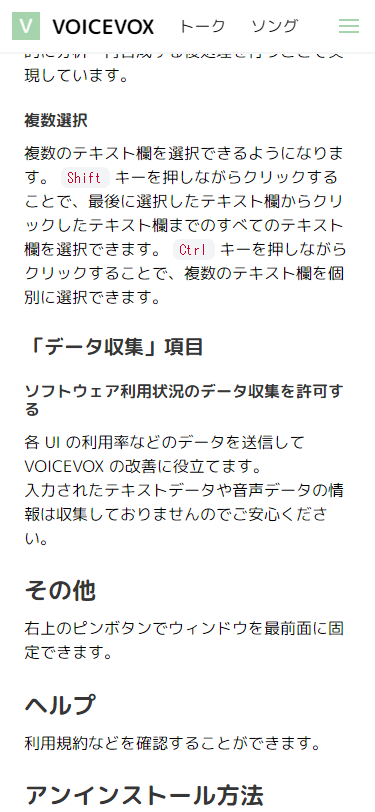 VOICEVOX トーク ソング
現しています。
複数選択
複数のテキスト欄を選択できるようになりま
す。 Shift キーを押しながらクリックする
ことで、最後に選択したテキスト欄からクリ
ックしたテキスト欄までのすべてのテキスト
欄を選択できます。 Ctrl キーを押しながら
クリックすることで、複数のテキスト欄を個
別に選択できます。
「データ収集」項目
ソフトウェア利用状況のデータ収集を許可す
る
各 UI の利用率などのデータを送信して
VOICEVOX の改善に役立てます。
入力されたテキストデータや音声データの情
報は収集しておりませんのでご安心くださ
い。
その他
右上のピンボタンでウィンドウを最前面に固
定できます。
ヘルプ
利用規約などを確認することができます。
アンインストール方法